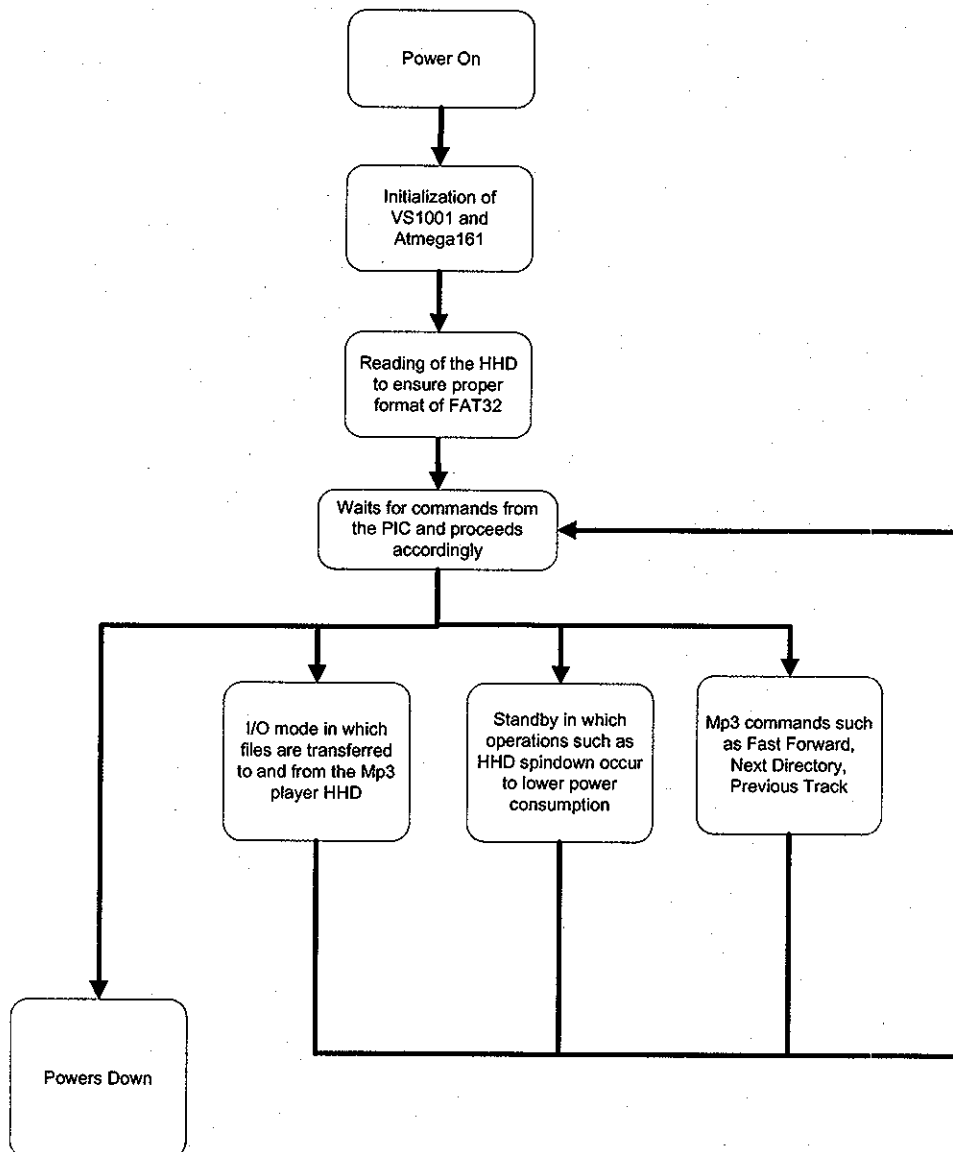 Power On
Initialization of
VS1001 and
Atmega161
Reading of the HHD
to ensure proper
format of FAT32
Waits for commands from
the PIC and proceeds
accordingly
I/O mode in which
files are transferred
to and from the Mp3
player HHD
Standby in which
operations such as
HHD spindown occur
to lower power
consumption
Mp3 commands such
as Fast Forward,
Next Directory,
Previous Track
Powers Down